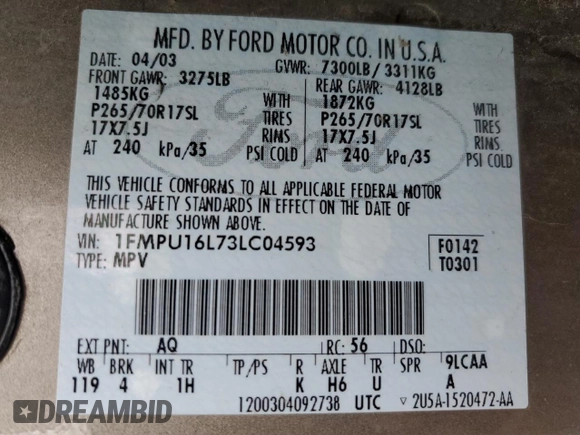 MFD. BY FORD MOTOR CO. IN U.S.A.
DATE: 04/03 GVWR: 7300LB/ 3311KG
FRONT GAWR: 3275LB REAR GAWR: 4128LB
1485KG WITH 1872KG WITH
P265/70R17SL TIRES P265/70R17SL TIRES
17X7.5J RIMS 17X7.5J RIMS
AT 240 kPa/35 PSI COLD AT 240 kPa/35 PSI COLD
THIS VEHICLE CONFORMS TO ALL APPLICABLE FEDERAL MOTOR
VEHICLE SAFETY STANDARDS IN EFFECT ON THE DATE OF
MANUFACTURE SHOWN ABOVE.
VIN: 1FMPU16L73LC04593 F0142
TYPE: MPV T0301
EXT PNT: AQ RC: 56 DSO:
WB BRK INT TR TP/PS R AXLE TR SPR 9LCAA
119 4 1H K H6 U A
1200304092738 UTC ▽ 2U5A-1520472-AA
Ford
DREAMBID